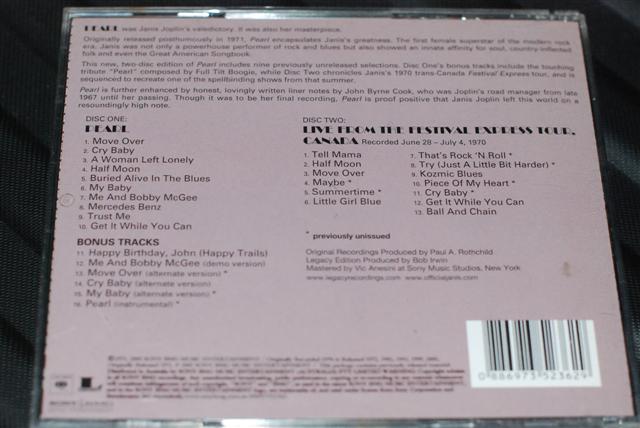 PEARL was Janis Joplin's valedictory. It was also her masterpiece.
Originally released posthumously in 1971, Pearl encapsulates Janis's greatness. The first female superstar of the modern rock
era, Janis was not only a powerhouse performer of rock and blues but also showed an innate affinity for soul, country-inflected
folk and even the Great American Songbook.
This new, two-disc edition of Pearl includes nine previously unreleased selections. Disc One's bonus tracks include the touching
tribute "Pearl" composed by Full Tilt Boogie, while Disc Two chronicles Janis's 1970 trans-Canada Festival Express tour, and is
sequenced to recreate one of the spellbinding shows from that summer.
Pearl is further enhanced by honest, lovingly written liner notes by John Byrne Cook, who was Joplin's road manager from late
1967 until her passing. Though it was to be her final recording, Pearl is proof positive that Janis Joplin left this world on a
resoundingly high note.
DISC ONE:
PEARL
1. Move Over
2. Cry Baby
3. A Woman Left Lonely
4. Half Moon
5. Buried Alive In The Blues
6. My Baby
7. Me And Bobby McGee
8. Mercedes Benz
9. Trust Me
10. Get It While You Can
BONUS TRACKS
11. Happy Birthday, John (Happy Trails)
12. Me And Bobby McGee (demo version)
13. Move Over (alternate version) *
14. Cry Baby (alternate version)
15. My Baby (alternate version) *
16. Pearl (instrumental) *
DISC TWO:
LIVE FROM THE FESTIVAL EXPRESS TOUR,
CANADA Recorded June 28 – July 4, 1970
1. Tell Mama
2. Half Moon
3. Move Over
4. Maybe *
5. Summertime *
6. Little Girl Blue
7. That's Rock 'N Roll *
8. Try (Just A Little Bit Harder) *
9. Kozmic Blues
10. Piece Of My Heart *
11. Cry Baby *
12. Get It While You Can
13. Ball And Chain
* previously unissued
Original Recordings Produced by Paul A. Rothchild
Legacy Edition Produced by Bob Irwin
Mastered by Vic Anesini at Sony Music Studios, New York
www.legacyrecordings.com www.officialjanis.com
0 886973 523629